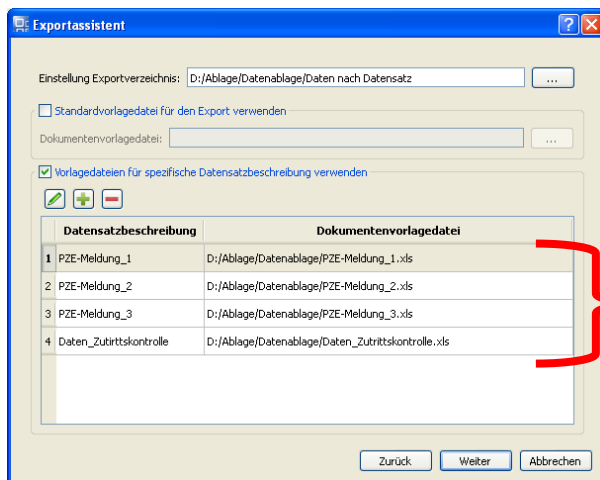 Exportassistent
Einstellung Exportverzeichnis: D:/Ablage/Datenablage/Daten nach Datensatz ...
Standardvorlagedatei für den Export verwenden
Dokumentenvorlagedatei: ...
Vorlagedateien für spezifische Datensatzbeschreibung verwenden
Datensatzbeschreibung Dokumentenvorlagedatei
1 PZE-Meldung_1 D:/Ablage/Datenablage/PZE-Meldung_1.xls
2 PZE-Meldung_2 D:/Ablage/Datenablage/PZE-Meldung_2.xls
3 PZE-Meldung_3 D:/Ablage/Datenablage/PZE-Meldung_3.xls
4 Daten_Zutirttskontrolle D:/Ablage/Datenablage/Daten_Zutrittskontrolle.xls
Zurück Weiter Abbrechen